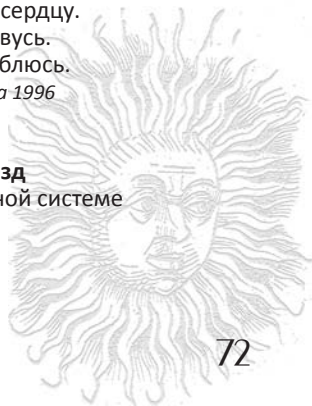 сердцу.
вусь.
блюсь.
а 1996
зд
ной системе
72